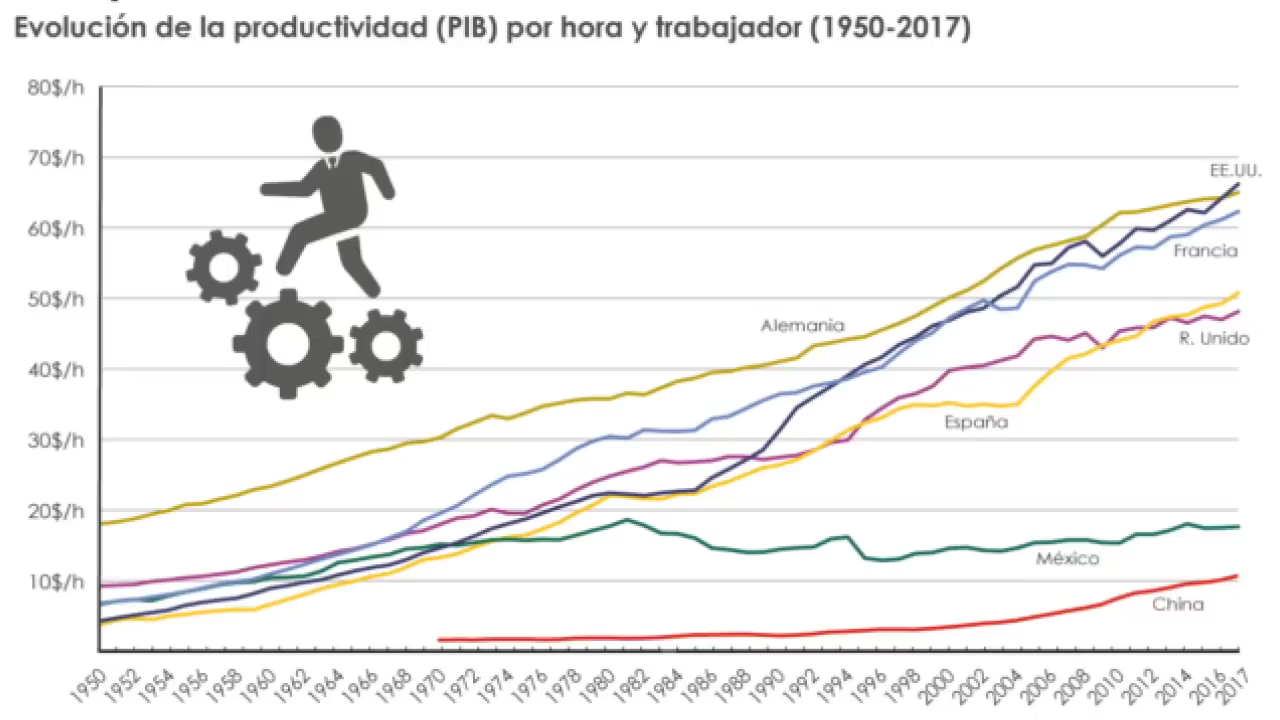 Evolución de la productividad (PIB) por hora y trabajador (1950-2017)
80$/h
70$/h
60$/h
50$/h
40$/h
30$/h
20$/h
10$/h
EE.UU.
Francia
Alemania
R. Unido
España
México
China
1950 1952 1954 1956 1958 1960 1962 1964 1966 1968 1970 1972 1974 1976 1978 1980 1982 1984 1986 1988 1990 1992 1994 1996 1998 2000 2002 2004 2006 2008 2010 2012 2014 2016 2017